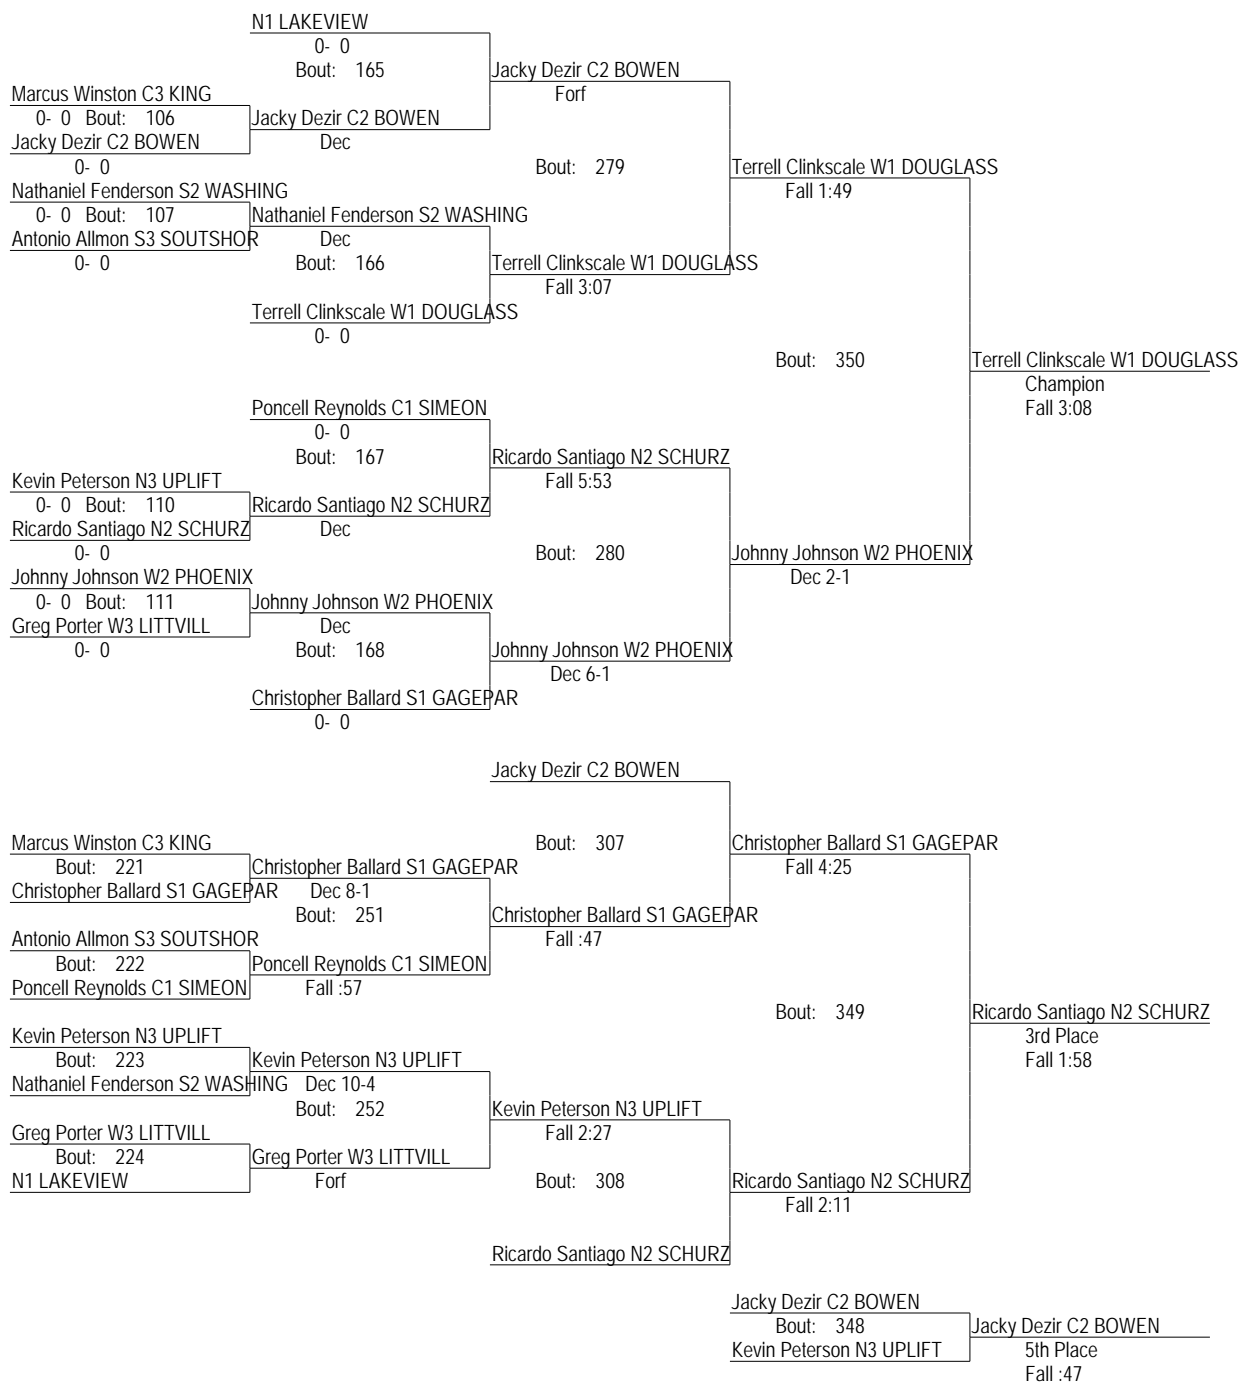 N1 LAKEVIEW
0- 0
Bout: 165
Jacky Dezir C2 BOWEN
Forf
Marcus Winston C3 KING
0- 0 Bout: 106
Jacky Dezir C2 BOWEN
Jacky Dezir C2 BOWEN
Dec
0- 0
Bout: 279
Terrell Clinkscale W1 DOUGLASS
Fall 1:49
Nathaniel Fenderson S2 WASHING
0- 0 Bout: 107
Nathaniel Fenderson S2 WASHING
Antonio Allmon S3 SOUTSHOR
Dec
0- 0
Bout: 166
Terrell Clinkscale W1 DOUGLASS
Fall 3:07
Terrell Clinkscale W1 DOUGLASS
0- 0
Bout: 350
Terrell Clinkscale W1 DOUGLASS
Champion
Fall 3:08
Poncell Reynolds C1 SIMEON
0- 0
Bout: 167
Ricardo Santiago N2 SCHURZ
Fall 5:53
Kevin Peterson N3 UPLIFT
0- 0 Bout: 110
Ricardo Santiago N2 SCHURZ
Ricardo Santiago N2 SCHURZ
Dec
0- 0
Bout: 280
Johnny Johnson W2 PHOENIX
Dec 2-1
Johnny Johnson W2 PHOENIX
0- 0 Bout: 111
Johnny Johnson W2 PHOENIX
Greg Porter W3 LITTVILL
Dec
0- 0
Bout: 168
Johnny Johnson W2 PHOENIX
Dec 6-1
Christopher Ballard S1 GAGEPAR
0- 0
Jacky Dezir C2 BOWEN
Bout: 307
Christopher Ballard S1 GAGEPAR
Fall 4:25
Marcus Winston C3 KING
Bout: 221
Christopher Ballard S1 GAGEPAR
Christopher Ballard S1 GAGEPAR
Dec 8-1
Bout: 251
Christopher Ballard S1 GAGEPAR
Fall :47
Antonio Allmon S3 SOUTSHOR
Bout: 222
Poncell Reynolds C1 SIMEON
Poncell Reynolds C1 SIMEON
Fall :57
Bout: 349
Ricardo Santiago N2 SCHURZ
3rd Place
Fall 1:58
Kevin Peterson N3 UPLIFT
Bout: 223
Kevin Peterson N3 UPLIFT
Nathaniel Fenderson S2 WASHING
Dec 10-4
Bout: 252
Kevin Peterson N3 UPLIFT
Fall 2:27
Greg Porter W3 LITTVILL
Bout: 224
Greg Porter W3 LITTVILL
N1 LAKEVIEW
Forf
Bout: 308
Ricardo Santiago N2 SCHURZ
Fall 2:11
Ricardo Santiago N2 SCHURZ
Jacky Dezir C2 BOWEN
Bout: 348
Jacky Dezir C2 BOWEN
Kevin Peterson N3 UPLIFT
5th Place
Fall :47